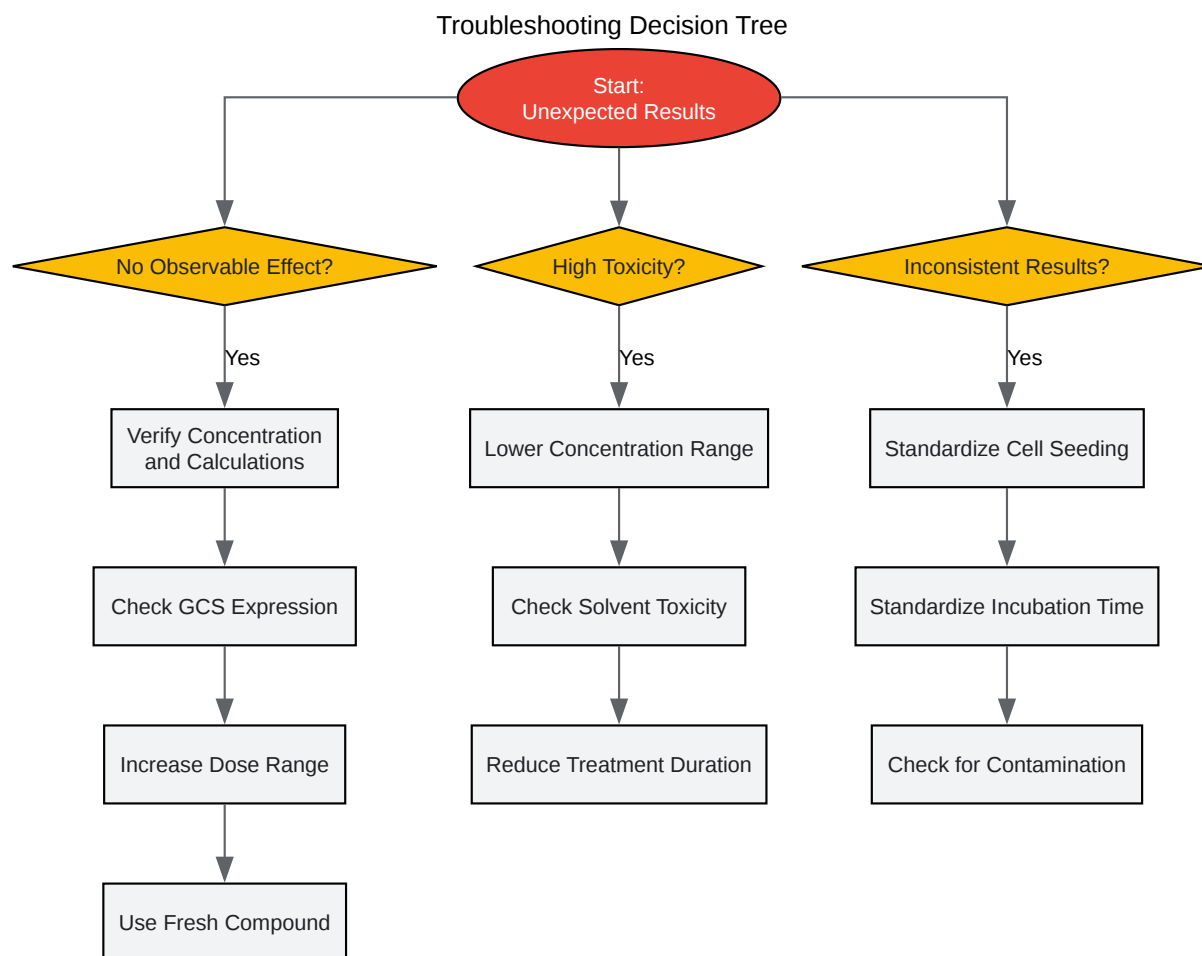 Troubleshooting Decision Tree
Start:
Unexpected Results
No Observable Effect?
High Toxicity?
Inconsistent Results?
Yes
Yes
Yes
Verify Concentration
and Calculations
Lower Concentration Range
Standardize Cell Seeding
Check GCS Expression
Check Solvent Toxicity
Standardize Incubation Time
Increase Dose Range
Reduce Treatment Duration
Check for Contamination
Use Fresh Compound